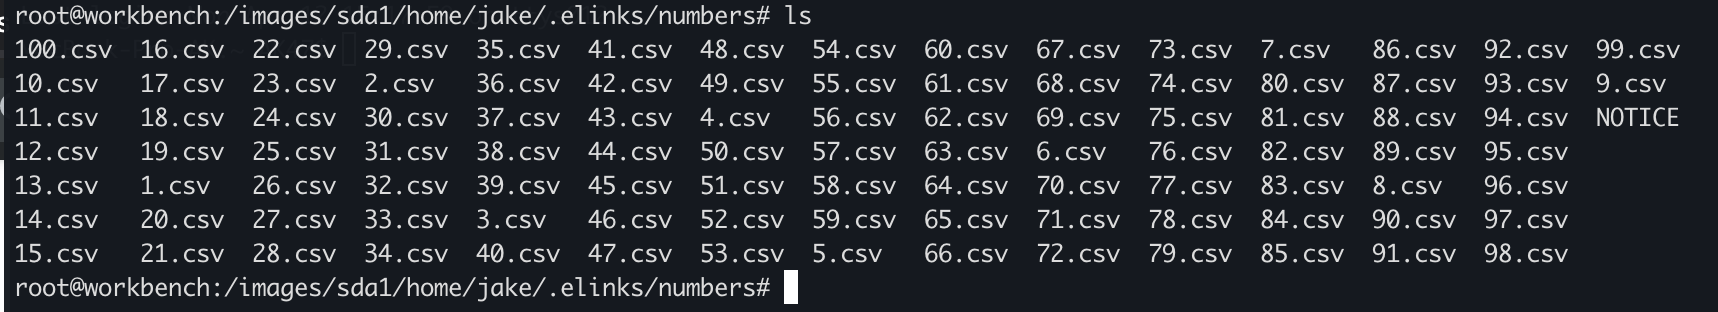 root@workbench:/images/sda1/home/jake/.elinks/numbers# ls
100.csv  16.csv  22.csv  29.csv  35.csv  41.csv  48.csv  54.csv  60.csv  67.csv  73.csv  7.csv   86.csv  92.csv  99.csv
10.csv   17.csv  23.csv  2.csv   36.csv  42.csv  49.csv  55.csv  61.csv  68.csv  74.csv  80.csv  87.csv  93.csv  9.csv
11.csv   18.csv  24.csv  30.csv  37.csv  43.csv  4.csv   56.csv  62.csv  69.csv  75.csv  81.csv  88.csv  94.csv  NOTICE
12.csv   19.csv  25.csv  31.csv  38.csv  44.csv  50.csv  57.csv  63.csv  6.csv   76.csv  82.csv  89.csv  95.csv
13.csv   1.csv   26.csv  32.csv  39.csv  45.csv  51.csv  58.csv  64.csv  70.csv  77.csv  83.csv  8.csv   96.csv
14.csv   20.csv  27.csv  33.csv  3.csv   46.csv  52.csv  59.csv  65.csv  71.csv  78.csv  84.csv  90.csv  97.csv
15.csv   21.csv  28.csv  34.csv  40.csv  47.csv  53.csv  5.csv   66.csv  72.csv  79.csv  85.csv  91.csv  98.csv
root@workbench:/images/sda1/home/jake/.elinks/numbers#